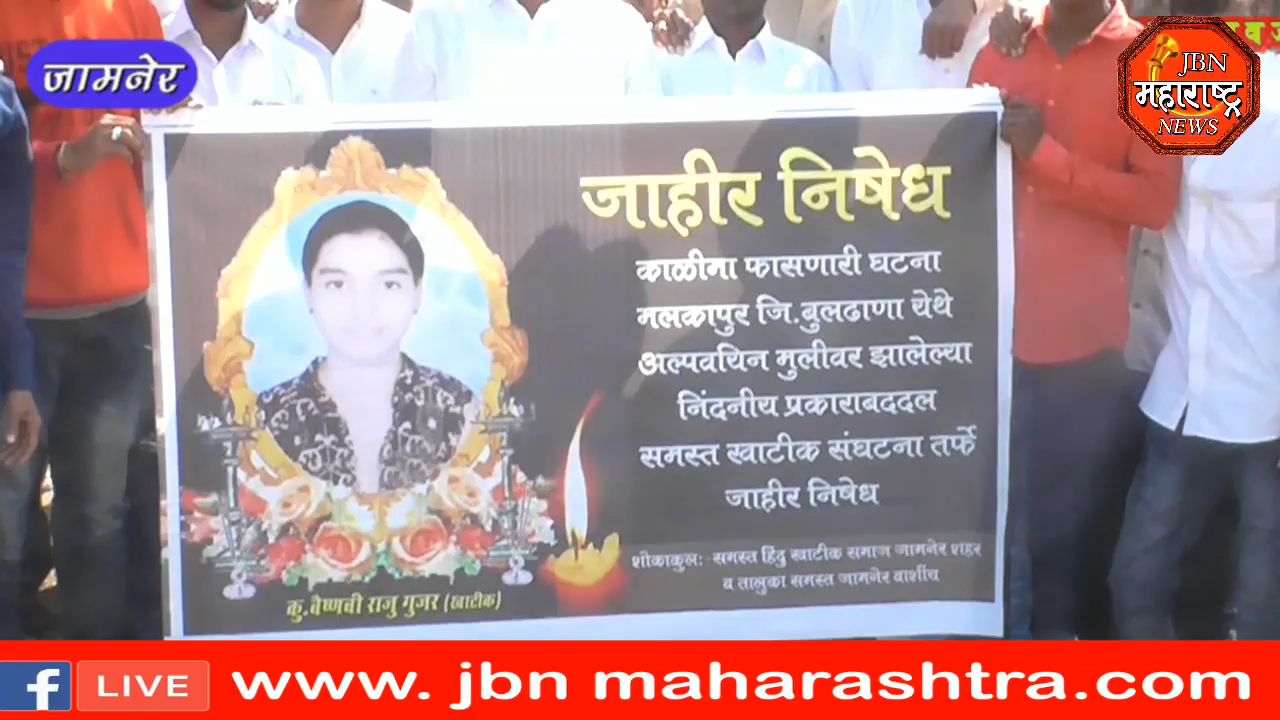 जामनेर
JBN
महाराष्ट्र
NEWS
जाहीर निषेध
काळीमा फासणारी घटना
मलकापुर जि.बुलढाणा येथे
अल्पवयिन मुलीवर झालेल्या
निंदनीय प्रकाराबददल
समस्त खाटीक संघटना तर्फे
जाहीर निषेध
शोकाकुल:- समस्त हिंदु खाटीक समाज जामनेर शहर
व तालुका समस्त जामनेर वाशीय
कु.वैष्णवी राजु गुजर (खाटीक)
f LIVE www. jbn maharashtra.com